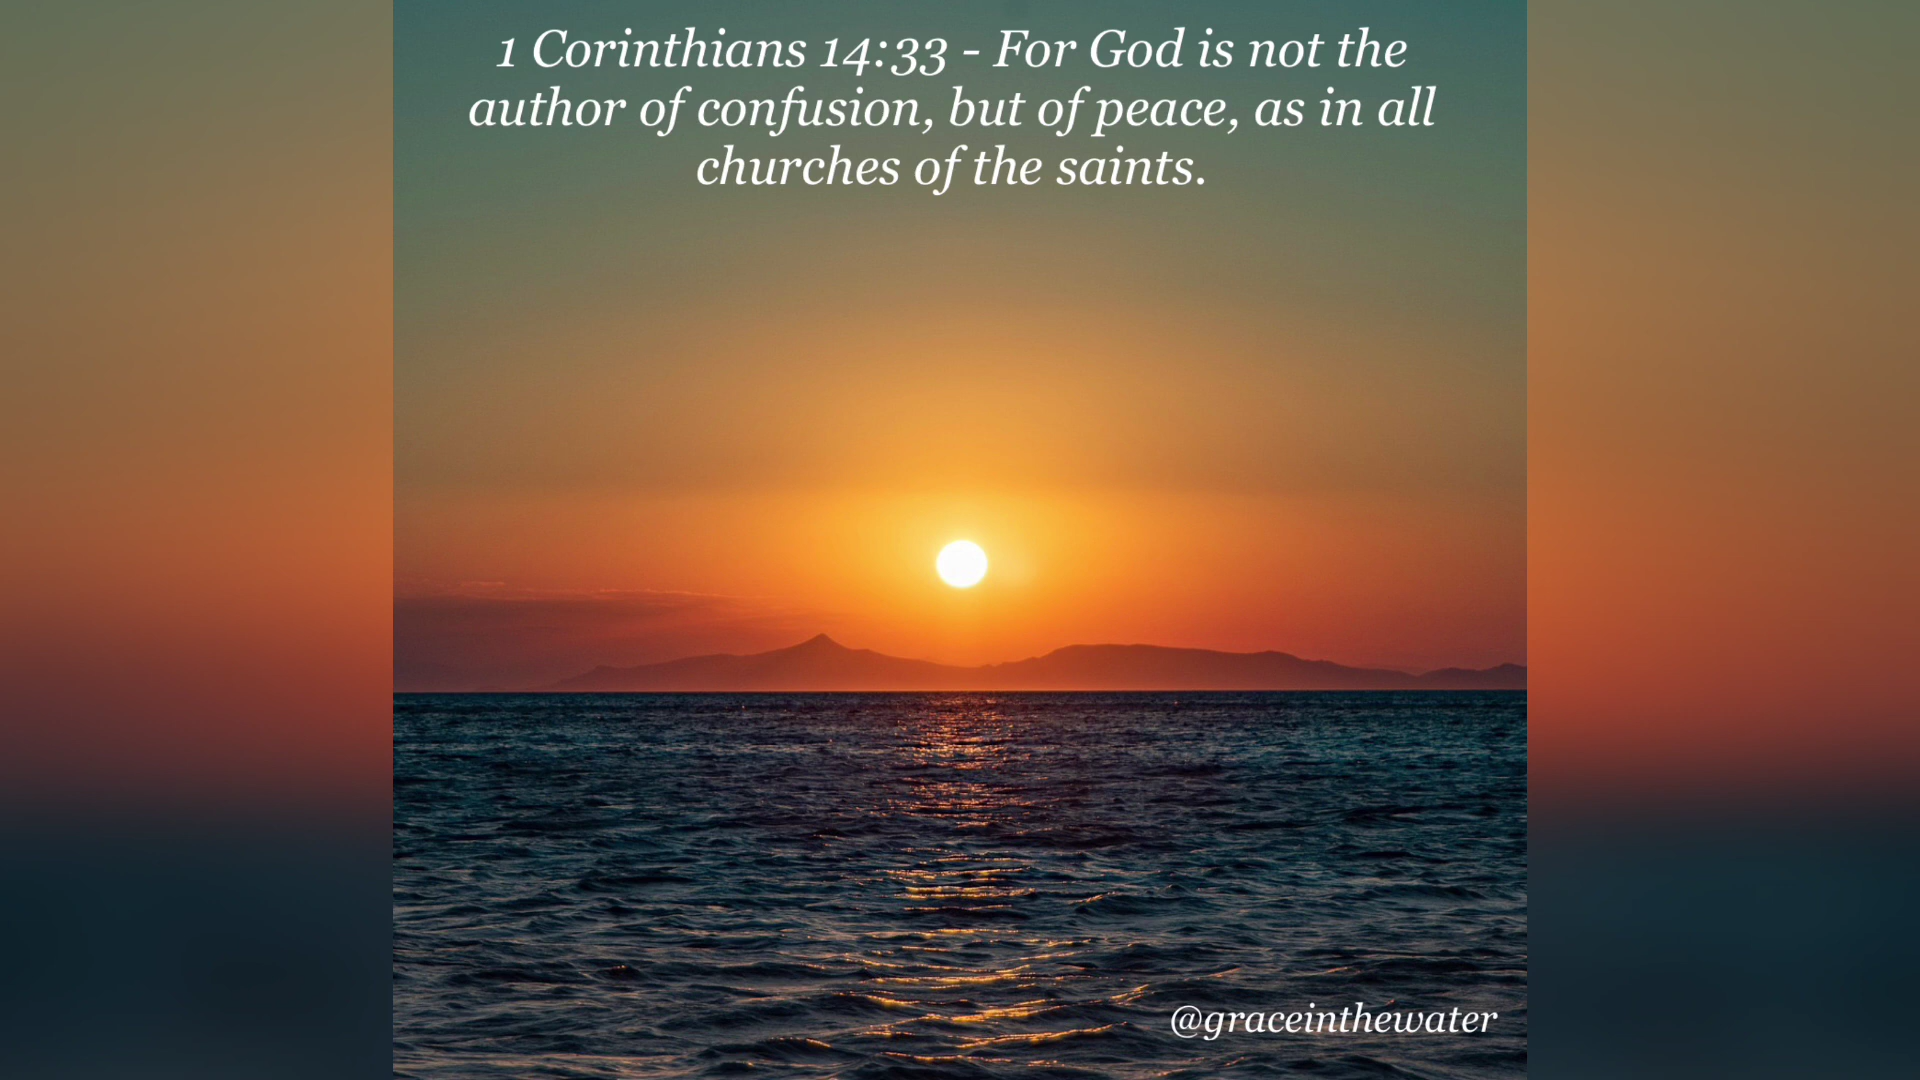 1 Corinthians 14:33 - For God is not the
author of confusion, but of peace, as in all
churches of the saints.
@graceinthewater